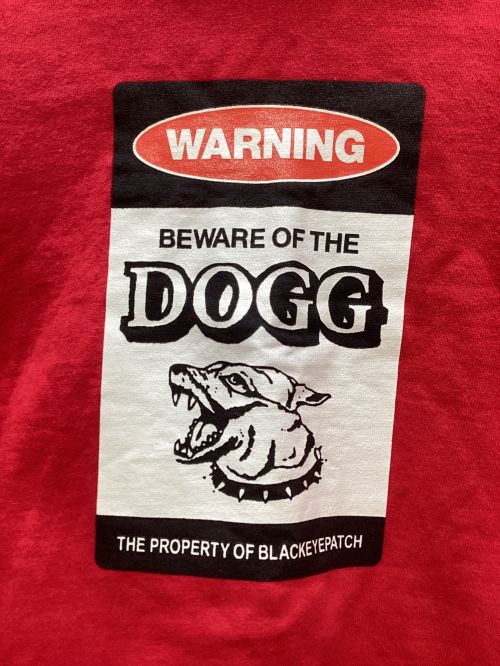 WARNING
BEWARE OF THE
DOGG
THE PROPERTY OF BLACKEYEPATCH